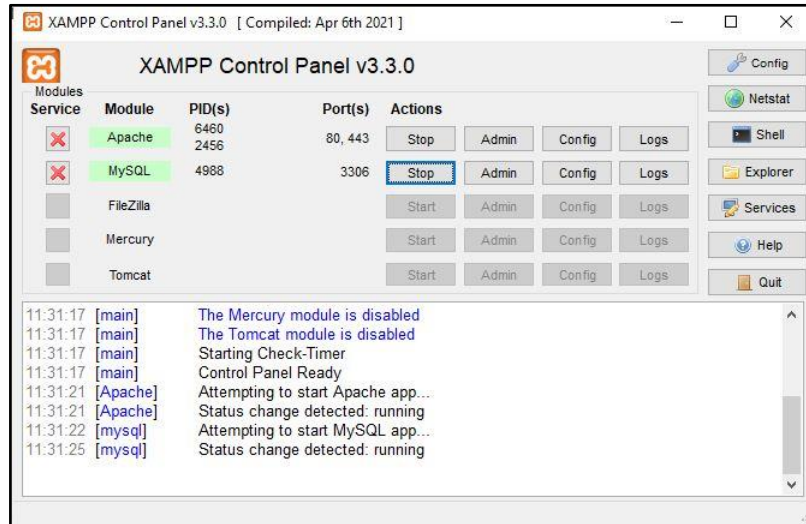 XAMPP Control Panel v3.3.0 [ Compiled: Apr 6th 2021 ]
XAMPP Control Panel v3.3.0
Config
Modules
Service Module PID(s) Port(s) Actions
Netstat
Apache 6460 2456 80, 443 Stop Admin Config Logs
Shell
MySQL 4988 3306 Stop Admin Config Logs
Explorer
FileZilla Start Admin Config Logs
Services
Mercury Start Admin Config Logs
Help
Tomcat Start Admin Config Logs
Quit
11:31:17 [main] The Mercury module is disabled
11:31:17 [main] The Tomcat module is disabled
11:31:17 [main] Starting Check-Timer
11:31:17 [main] Control Panel Ready
11:31:21 [Apache] Attempting to start Apache app...
11:31:21 [Apache] Status change detected: running
11:31:22 [mysql] Attempting to start MySQL app...
11:31:25 [mysql] Status change detected: running